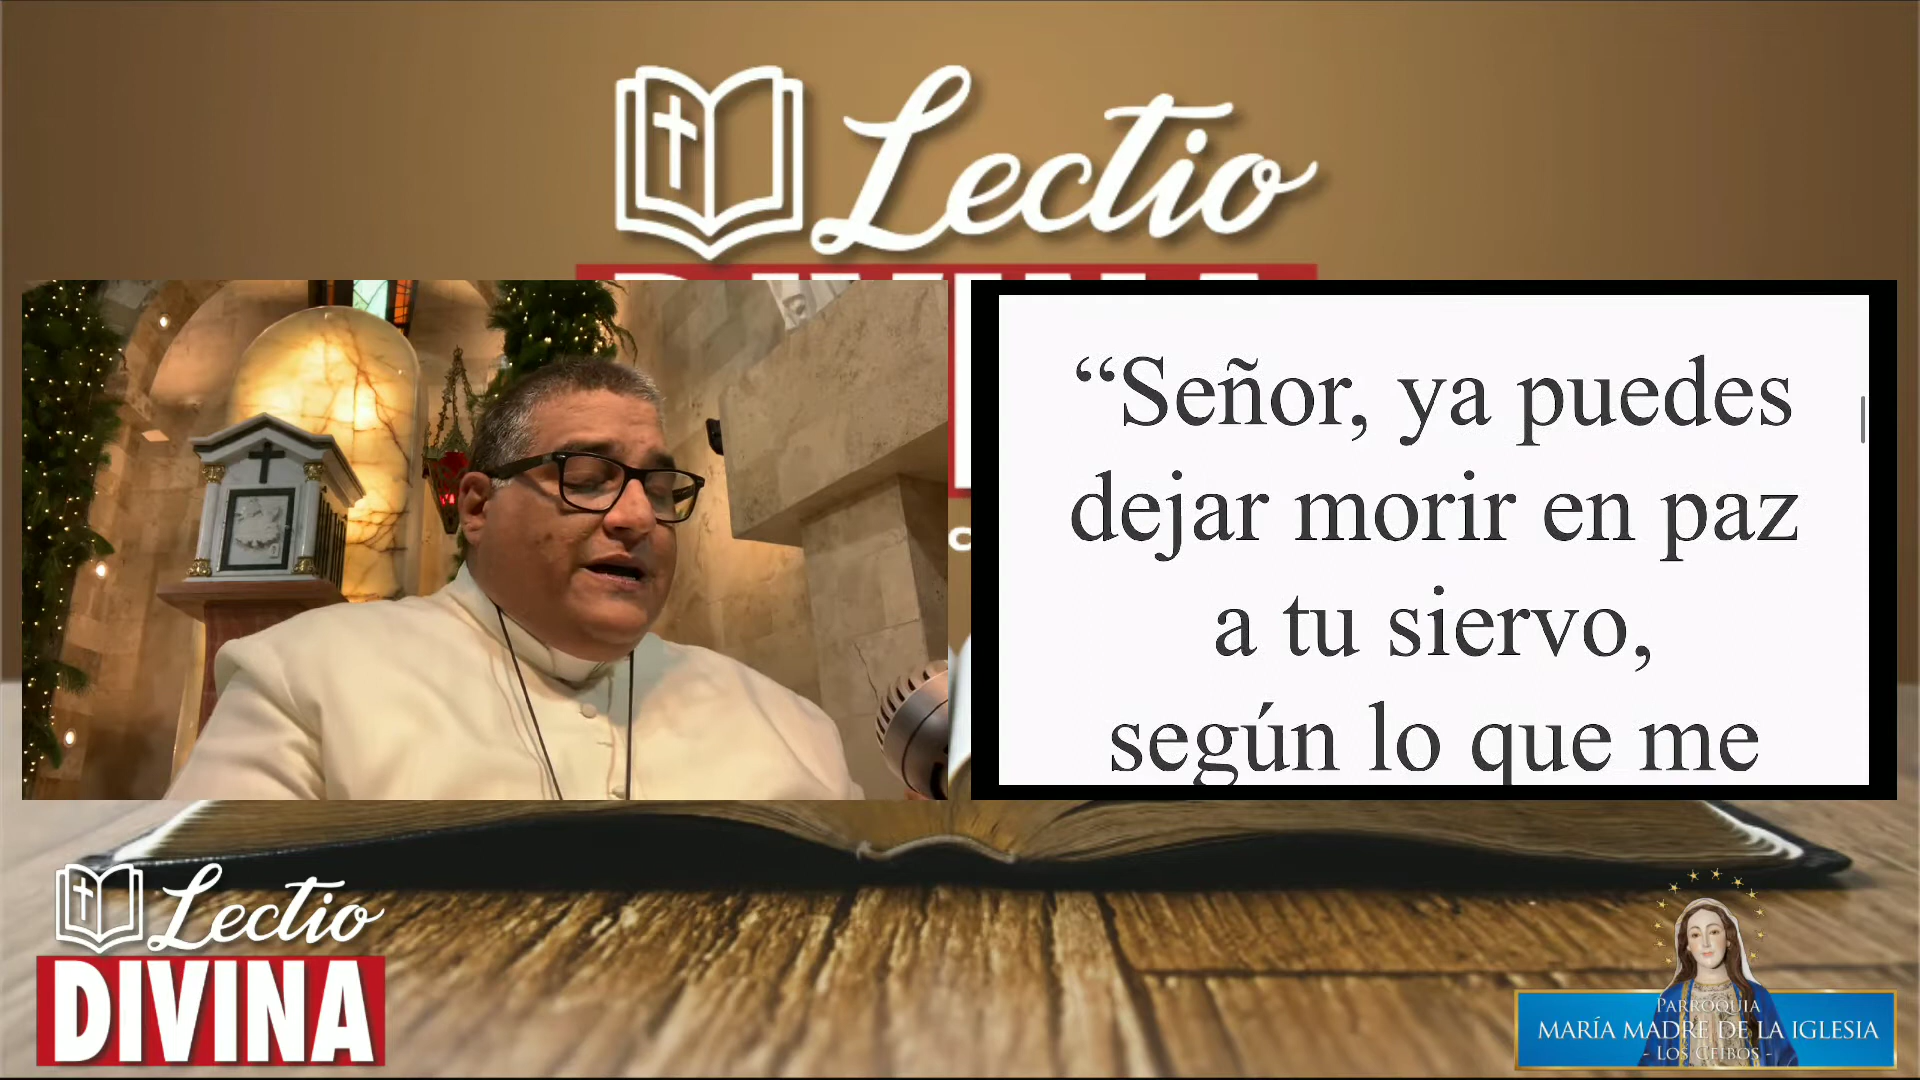 Lectio
“Señor, ya puedes
dejar morir en paz
a tu siervo,
según lo que me
Lectio
DIVINA
PARROQUIA
MARÍA MADRE DE LA IGLESIA
- LOS CEIBOS -